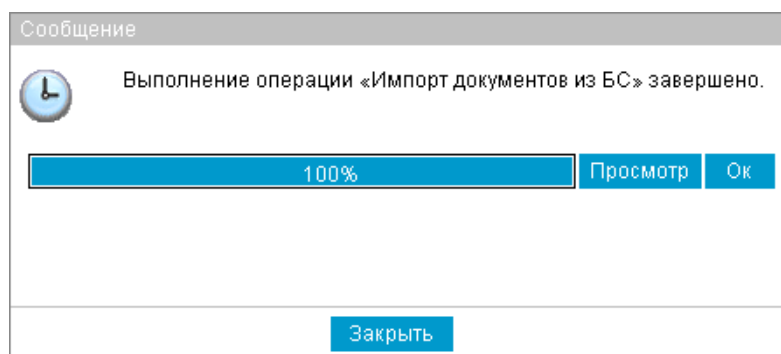 Сообщение
Выполнение операции «Импорт документов из БС» завершено.
100% Просмотр Ок
Закрыть